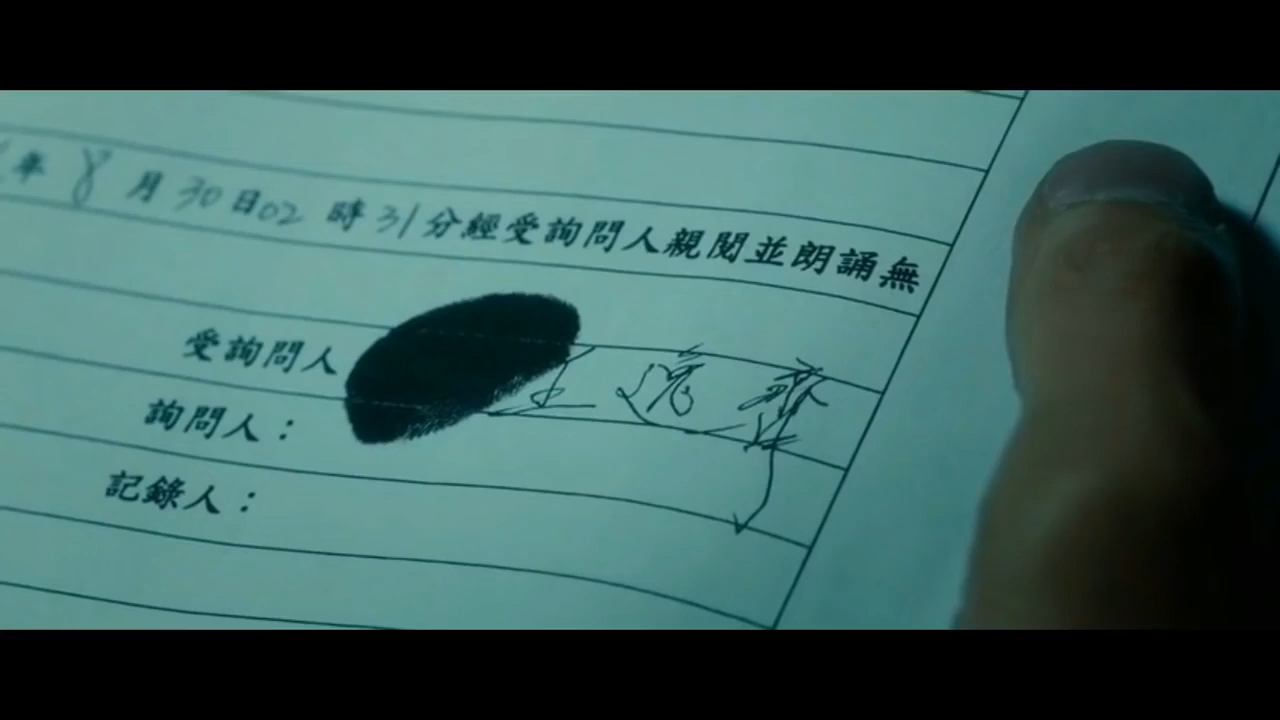 年 8 月 30 日 02 時 31 分經受詢問人親閱並朗誦無
受詢問人 王
詢問人：
記錄人：